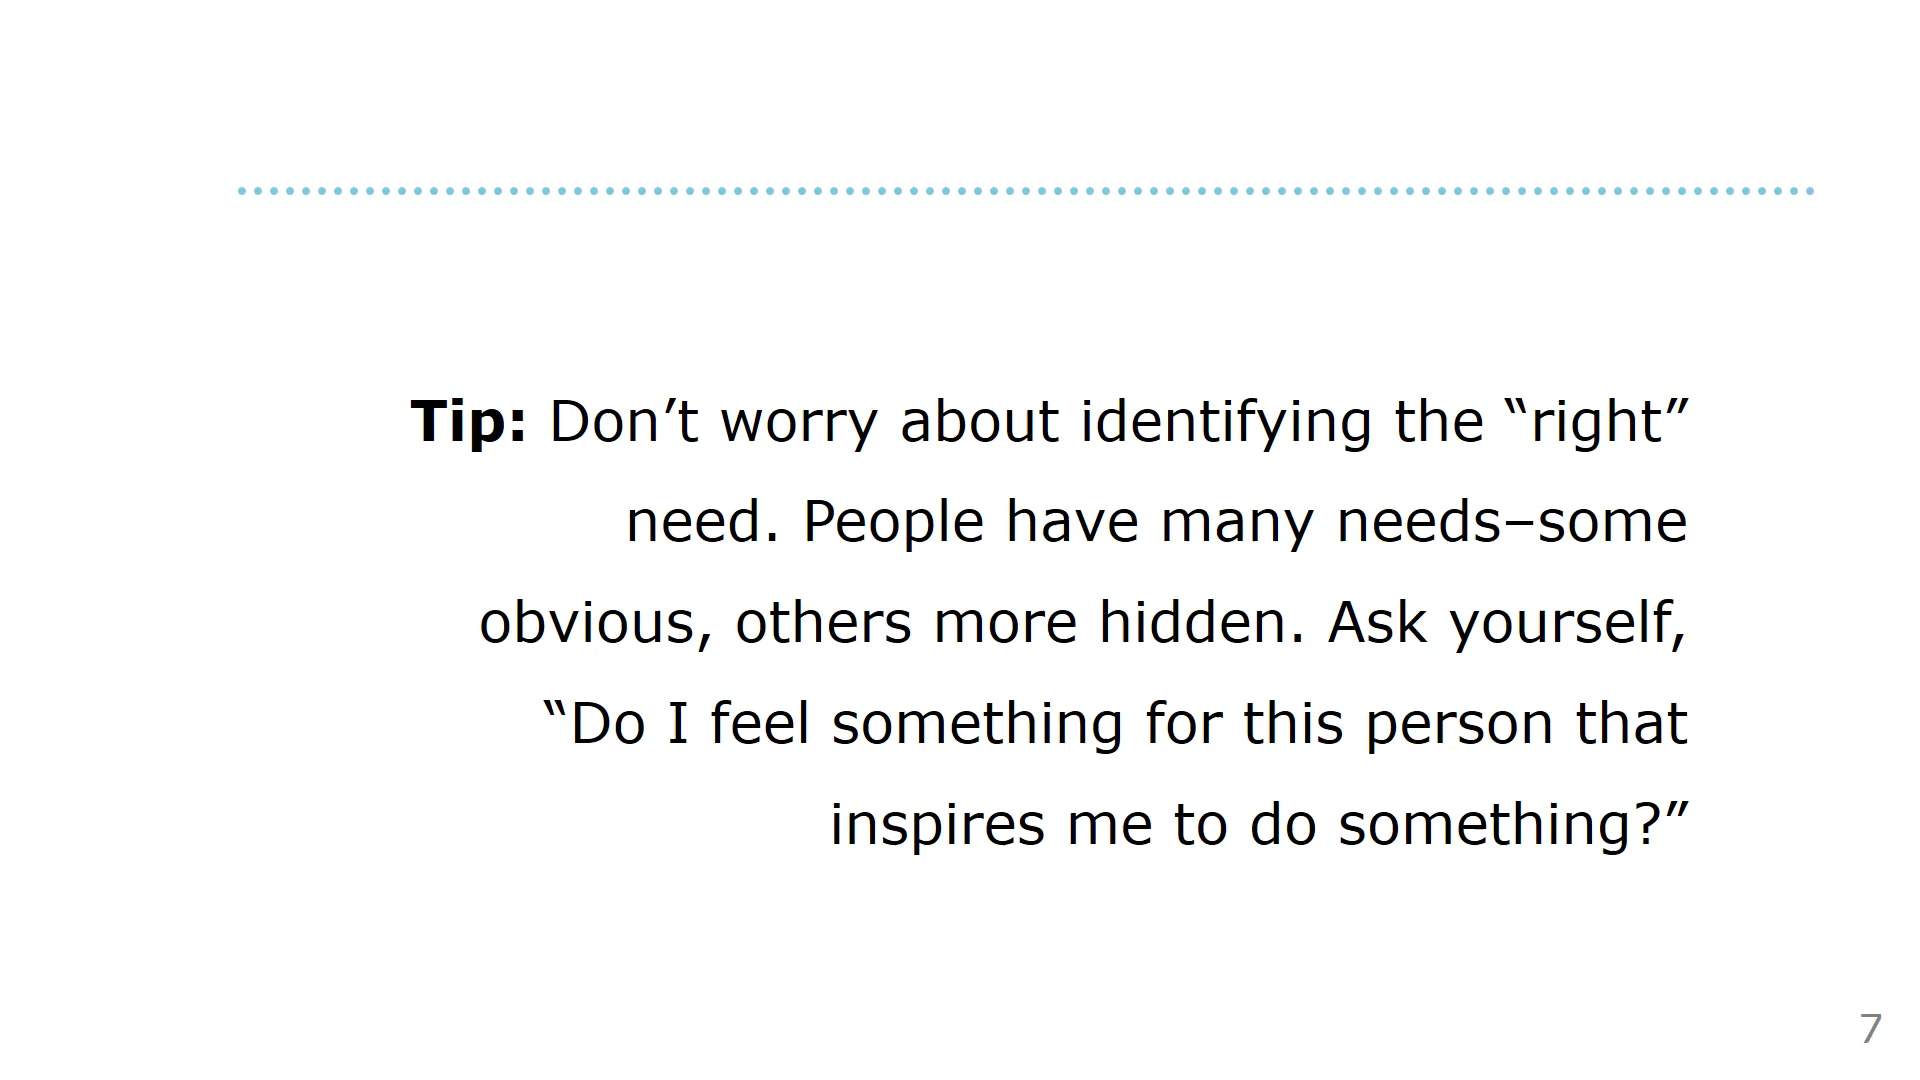 Tip: Don’t worry about identifying the “right”
need. People have many needs–some
obvious, others more hidden. Ask yourself,
“Do I feel something for this person that
inspires me to do something?”
7